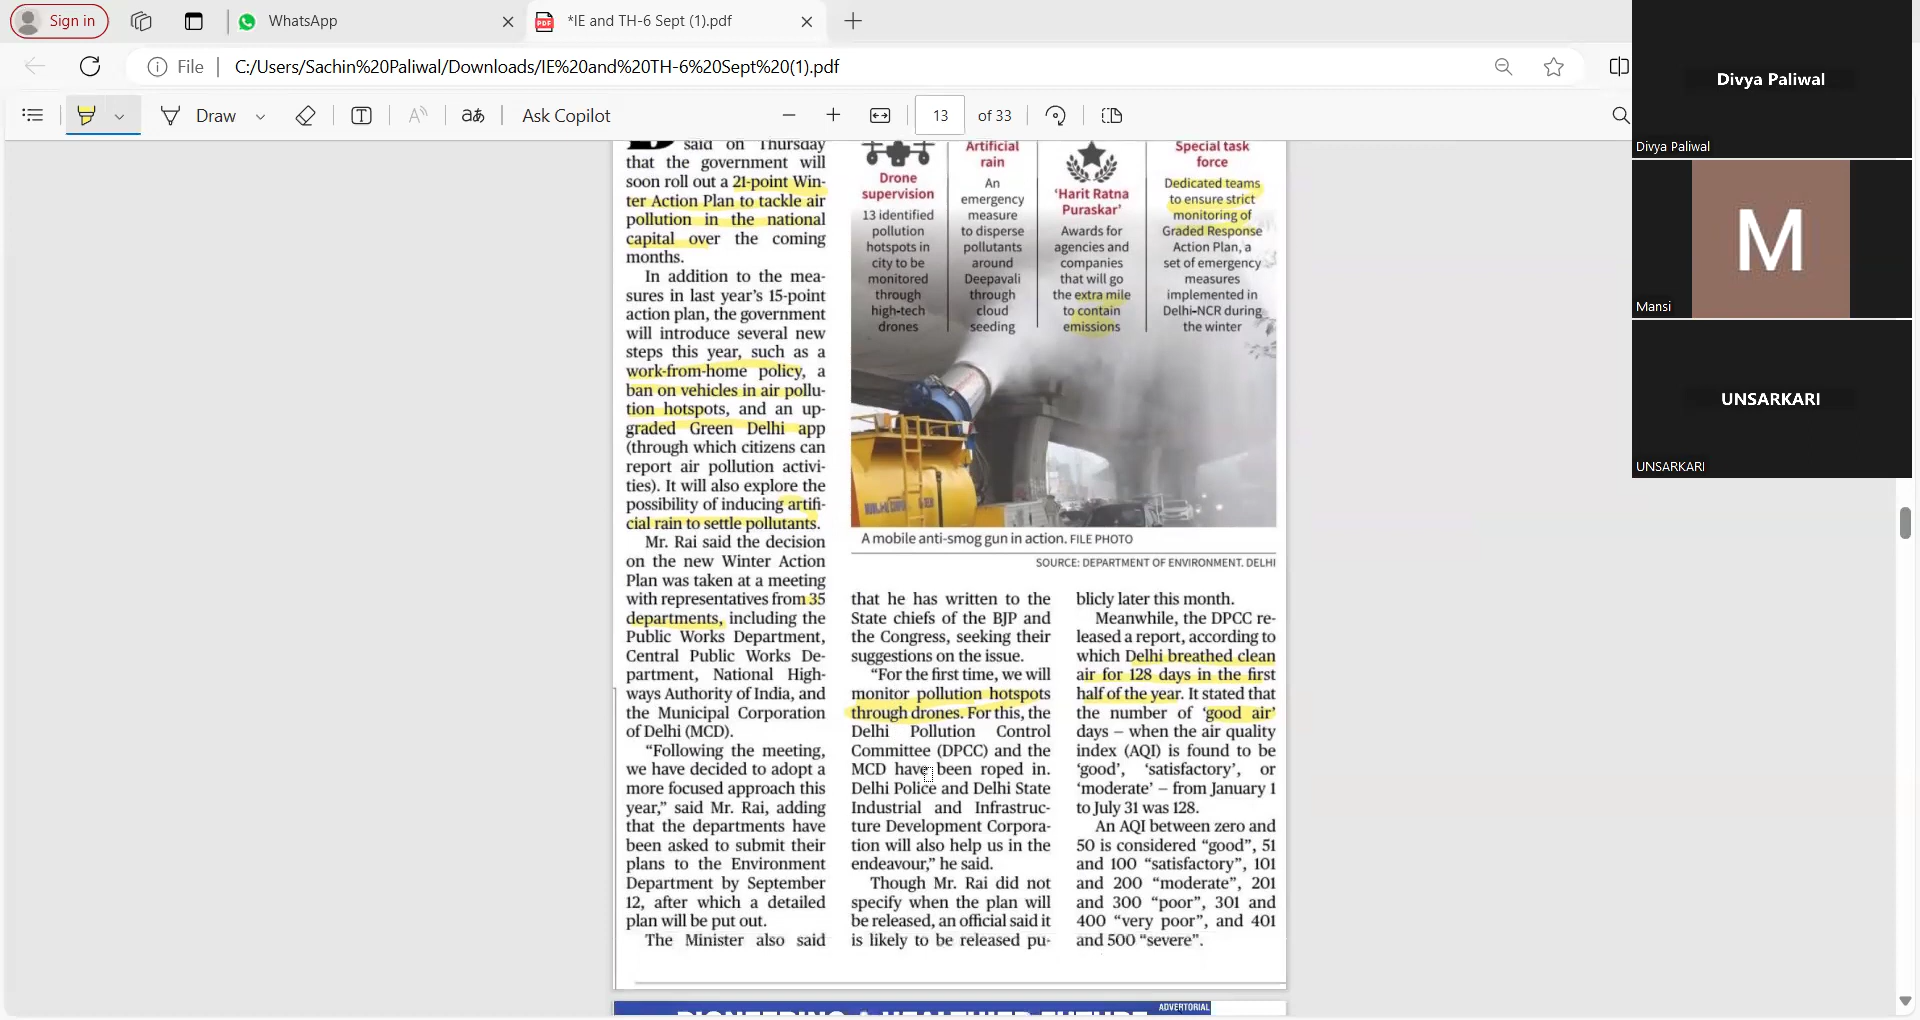 Sign in
WhatsApp
*IE and TH-6 Sept (1).pdf
File
C:/Users/Sachin%20Paliwal/Downloads/IE%20and%20TH-6%20Sept%20(1).pdf
Draw
Ask Copilot
13
of 33
said on Thursday
that the government will
soon roll out a 21-point Win-
ter Action Plan to tackle air
pollution in the national
capital over the coming
months.
In addition to the mea-
sures in last year's 15-point
action plan, the government
will introduce several new
steps this year, such as a
work-from-home policy, a
ban on vehicles in air pollu-
tion hotspots, and an up-
graded Green Delhi app
(through which citizens can
report air pollution activi-
ties). It will also explore the
possibility of inducing artifi-
cial rain to settle pollutants.
Mr. Rai said the decision
on the new Winter Action
Plan was taken at a meeting
with representatives from 35
departments, including the
Public Works Department,
Central Public Works De-
partment, National High-
ways Authority of India, and
the Municipal Corporation
of Delhi (MCD).
"Following the meeting,
we have decided to adopt a
more focused approach this
year," said Mr. Rai, adding
that the departments have
been asked to submit their
plans to the Environment
Department by September
12, after which a detailed
plan will be put out.
The Minister also said
Drone
supervision
13 identified
pollution
hotspots in
city to be
monitored
through
high-tech
drones
Artificial
rain
An
emergency
measure
to disperse
pollutants
around
Deepavali
through
cloud
seeding
'Harit Ratna
Puraskar'
Awards for
agencies and
companies
that will go
the extra mile
to contain
emissions
Special task
force
Dedicated teams
to ensure strict
monitoring of
Graded Response
Action Plan, a
set of emergency
measures
implemented in
Delhi-NCR during
the winter
A mobile anti-smog gun in action. FILE PHOTO
SOURCE: DEPARTMENT OF ENVIRONMENT. DELHI
that he has written to the
State chiefs of the BJP and
the Congress, seeking their
suggestions on the issue.
"For the first time, we will
monitor pollution hotspots
through drones. For this, the
Delhi Pollution Control
Committee (DPCC) and the
MCD have been roped in.
Delhi Police and Delhi State
Industrial and Infrastruc-
ture Development Corpora-
tion will also help us in the
endeavour," he said.
Though Mr. Rai did not
specify when the plan will
be released, an official said it
is likely to be released pu-
blicly later this month.
Meanwhile, the DPCC re-
leased a report, according to
which Delhi breathed clean
air for 128 days in the first
half of the year. It stated that
the number of 'good air'
days – when the air quality
index (AQI) is found to be
'good', 'satisfactory', or
'moderate' – from January 1
to July 31 was 128.
An AQI between zero and
50 is considered "good", 51
and 100 "satisfactory", 101
and 200 "moderate", 201
and 300 "poor", 301 and
400 "very poor", and 401
and 500 "severe".
ADVERTORIAL
Divya Paliwal
Divya Paliwal
M
Mansi
UNSARKARI
UNSARKARI